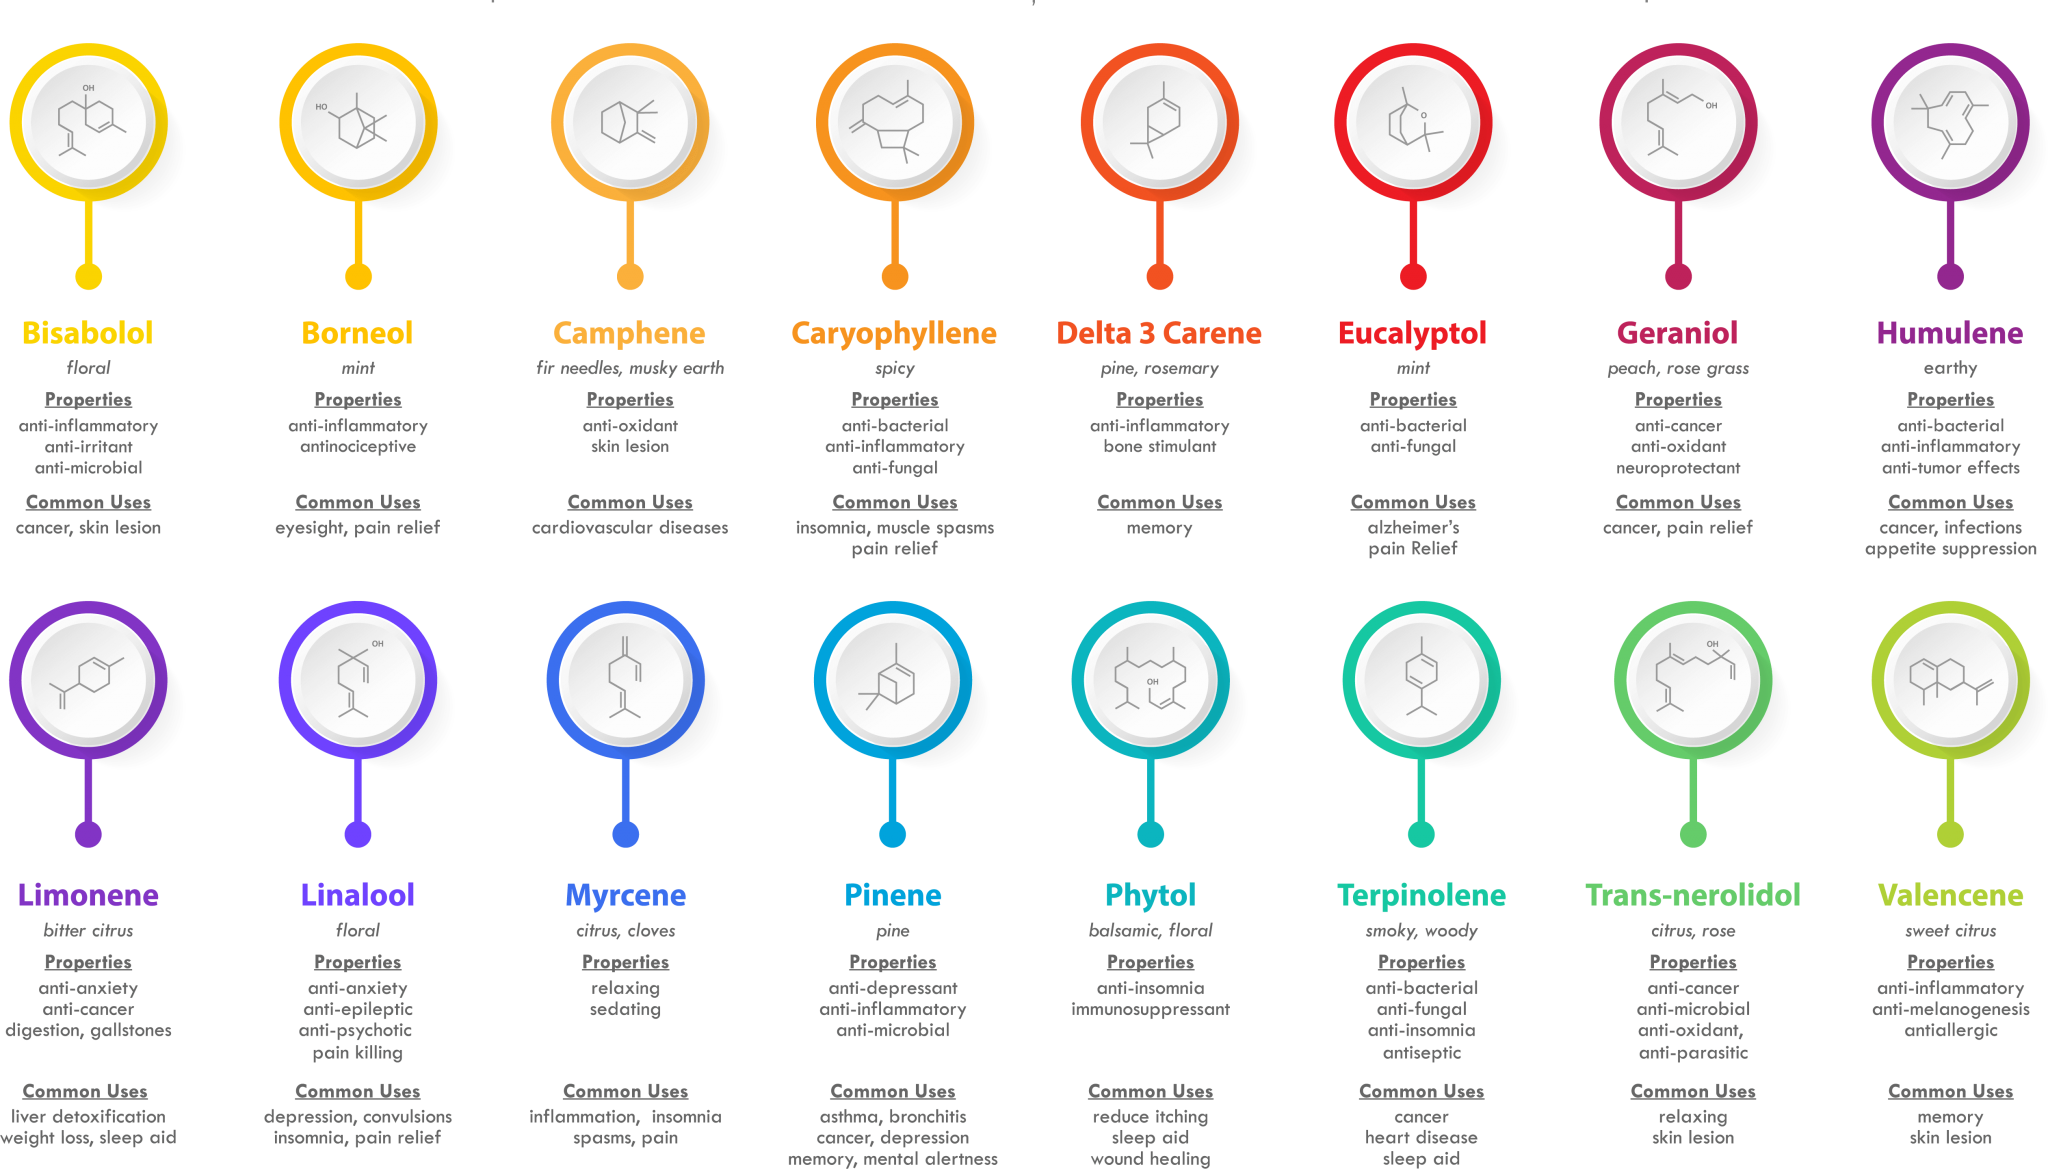 OH
HO
O
OH
Bisabolol
floral
Properties
anti-inflammatory
anti-irritant
anti-microbial
Common Uses
cancer, skin lesion
Borneol
mint
Properties
anti-inflammatory
antinociceptive
Common Uses
eyesight, pain relief
Camphene
fir needles, musky earth
Properties
anti-oxidant
skin lesion
Common Uses
cardiovascular diseases
Caryophyllene
spicy
Properties
anti-bacterial
anti-inflammatory
anti-fungal
Common Uses
insomnia, muscle spasms
pain relief
Delta 3 Carene
pine, rosemary
Properties
anti-inflammatory
bone stimulant
Common Uses
memory
Eucalyptol
mint
Properties
anti-bacterial
anti-fungal
Common Uses
alzheimer's
pain Relief
Geraniol
peach, rose grass
Properties
anti-cancer
anti-oxidant
neuroprotectant
Common Uses
cancer, pain relief
Humulene
earthy
Properties
anti-bacterial
anti-inflammatory
anti-tumor effects
Common Uses
cancer, infections
appetite suppression
OH
OH
OH
Limonene
bitter citrus
Properties
anti-anxiety
anti-cancer
digestion, gallstones
Common Uses
liver detoxification
weight loss, sleep aid
Linalool
floral
Properties
anti-anxiety
anti-epileptic
anti-psychotic
pain killing
Common Uses
depression, convulsions
insomnia, pain relief
Myrcene
citrus, cloves
Properties
relaxing
sedating
Common Uses
inflammation, insomnia
spasms, pain
Pinene
pine
Properties
anti-depressant
anti-inflammatory
anti-microbial
Common Uses
asthma, bronchitis
cancer, depression
memory, mental alertness
Phytol
balsamic, floral
Properties
anti-insomnia
immunosuppressant
Common Uses
reduce itching
sleep aid
wound healing
Terpinolene
smoky, woody
Properties
anti-bacterial
anti-fungal
anti-insomnia
antiseptic
Common Uses
cancer
heart disease
sleep aid
Trans-nerolidol
citrus, rose
Properties
anti-cancer
anti-microbial
anti-oxidant,
anti-parasitic
Common Uses
relaxing
skin lesion
Valencene
sweet citrus
Properties
anti-inflammatory
anti-melanogenesis
antiallergic
Common Uses
memory
skin lesion